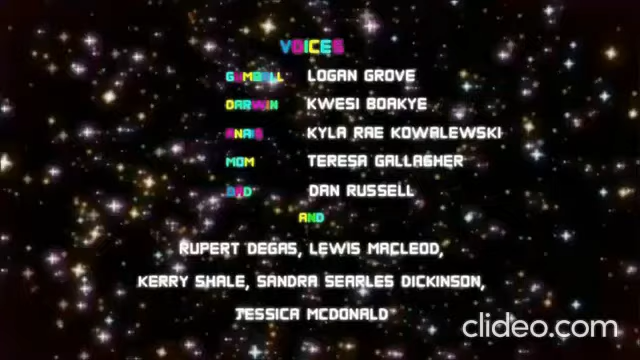 VOICES
GUMBALL LOGAN GROVE
DARWIN KWESI BOAKYE
ANAIS KYLA RAE KOWALEWSKI
MOM TERESA GALLAGHER
DAD DAN RUSSELL
AND
RUPERT DEGAS, LEWIS MACLEOD,
KERRY SHALE, SANDRA SEARLES DICKINSON,
JESSICA MCDONALD
clideo.com